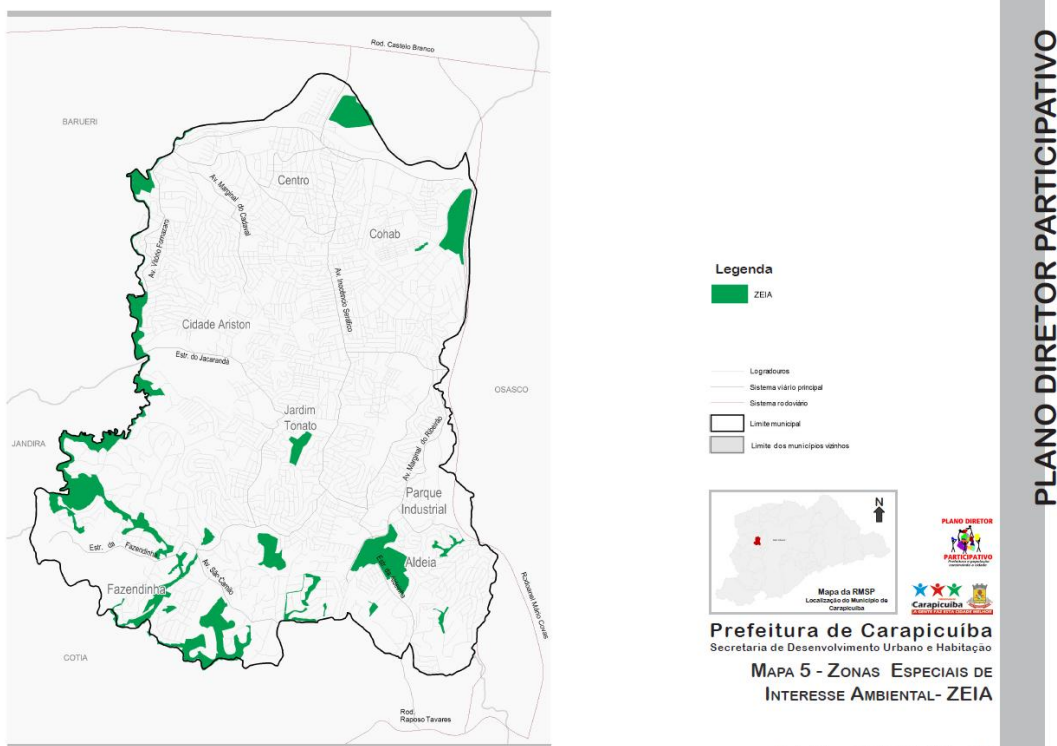 Rod. Castelo Branco
BARUERI
Centro
Av. Marginal do Cadaval
Cohab
Av. Inocêncio Seráfico
Cidade Ariston
Estr. do Jacarandá
OSASCO
Jardim
Tonato
JANDIRA
Av. Marginal do Ribeirão
Parque
Industrial
Estr. da Fazendinha
Aldeia
Av. São Camilo
Fazendinha
Rodoanel Mário Covas
COTIA
Rod.
Raposo Tavares
Legenda
ZEIA
Logradouros
Sistema viário principal
Sistema rodoviário
Limite municipal
Limite dos municípios vizinhos
N
Mapa da RMSP
Localização do Município de
Carapicuíba
PLANO DIRETOR
PARTICIPATIVO
Carapicuíba
Prefeitura de Carapicuíba
Secretaria de Desenvolvimento Urbano e Habitação
MAPA 5 - ZONAS ESPECIAIS DE
INTERESSE AMBIENTAL- ZEIA
PLANO DIRETOR PARTICIPATIVO